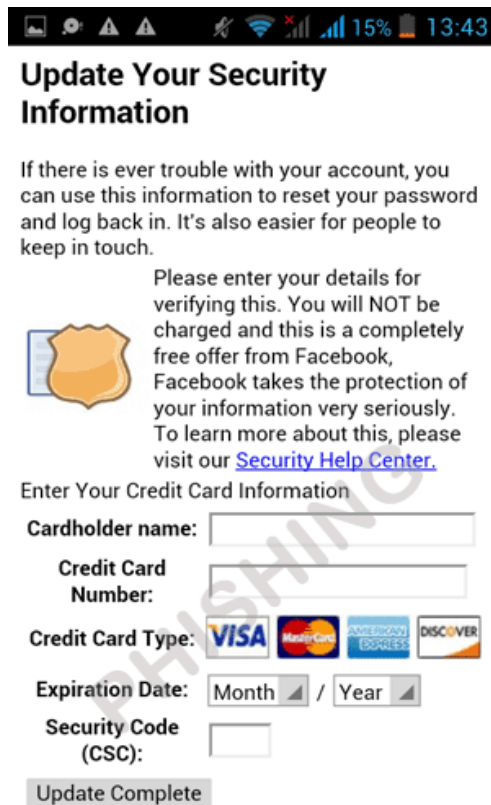 15% 13:43
Update Your Security
Information
If there is ever trouble with your account, you
can use this information to reset your password
and log back in. It's also easier for people to
keep in touch.
Please enter your details for
verifying this. You will NOT be
charged and this is a completely
free offer from Facebook,
Facebook takes the protection of
your information very seriously.
To learn more about this, please
visit our Security Help Center.
Enter Your Credit Card Information
Cardholder name:
Credit Card
Number:
Credit Card Type: VISA MasterCard AMERICAN EXPRESS DISCOVER
Expiration Date: Month / Year
Security Code
(CSC):
Update Complete
PHISHING